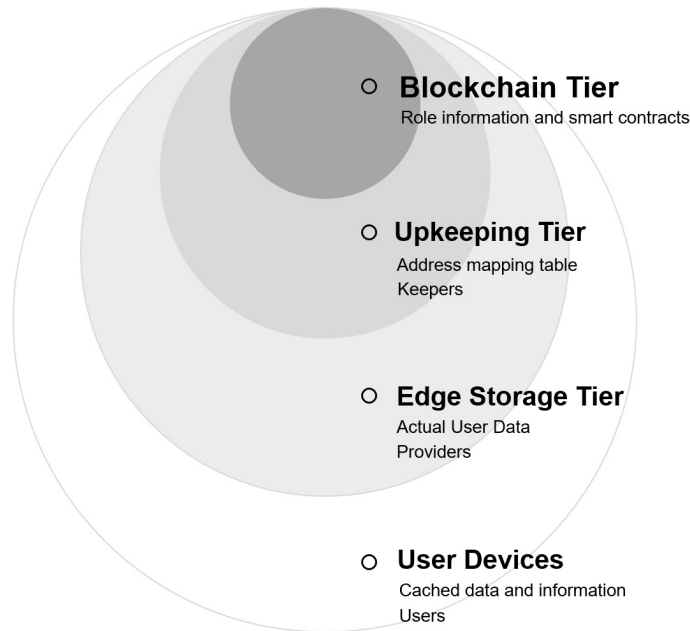 Blockchain Tier
Role information and smart contracts
Upkeeping Tier
Address mapping table
Keepers
Edge Storage Tier
Actual User Data
Providers
User Devices
Cached data and information
Users